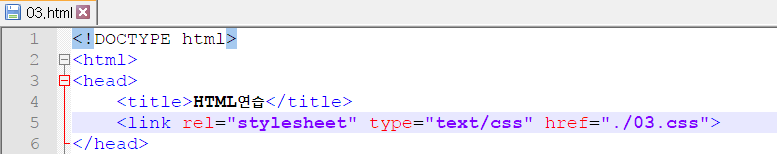 03.html
1 <!DOCTYPE html>
2 <html>
3 <head>
4 <title>HTML연습</title>
5 <link rel="stylesheet" type="text/css" href="./03.css">
6 </head>